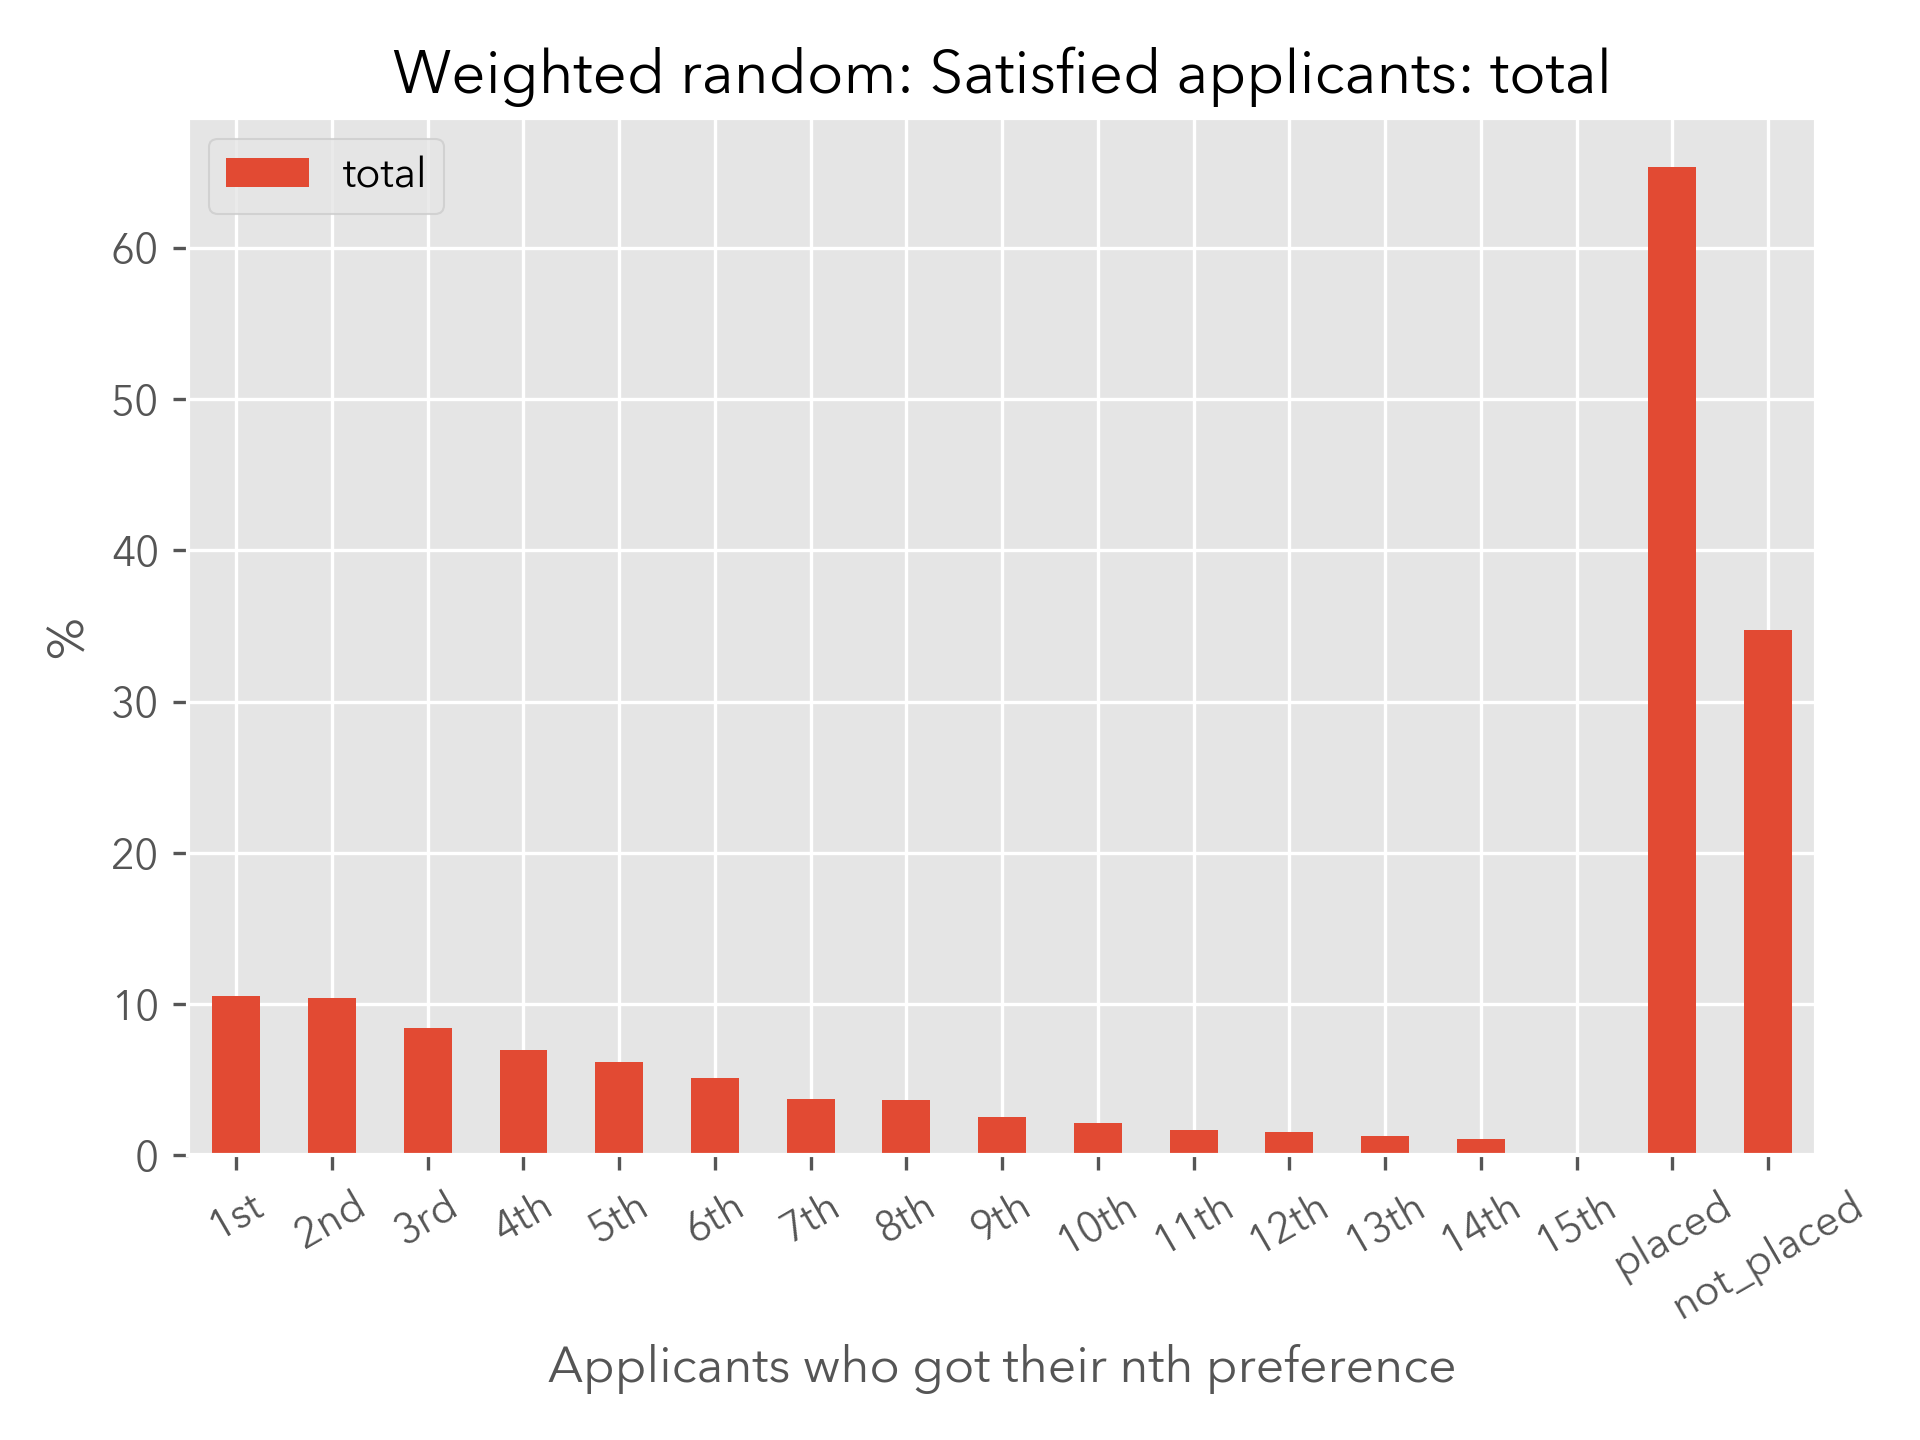 Weighted random: Satisfied applicants: total
total
60
50
40
30
20
10
0
%
1st
2nd
3rd
4th
5th
6th
7th
8th
9th
10th
11th
12th
13th
14th
15th
placed
not_placed
Applicants who got their nth preference